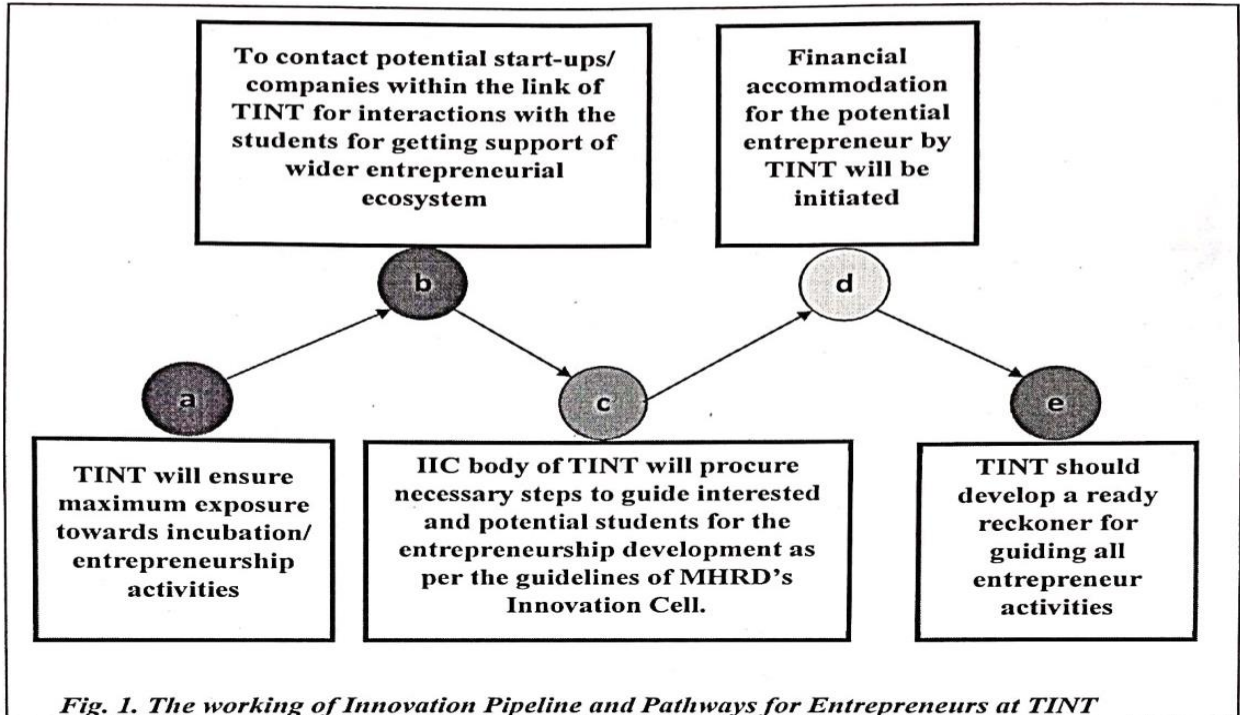 To contact potential start-ups/
companies within the link of
TINT for interactions with the
students for getting support of
wider entrepreneurial
ecosystem
Financial
accommodation
for the potential
entrepreneur by
TINT will be
initiated
b
d
a
c
e
TINT will ensure
maximum exposure
towards incubation/
entrepreneurship
activities
IIC body of TINT will procure
necessary steps to guide interested
and potential students for the
entrepreneurship development as
per the guidelines of MHRD's
Innovation Cell.
TINT should
develop a ready
reckoner for
guiding all
entrepreneur
activities
Fig. 1. The working of Innovation Pipeline and Pathways for Entrepreneurs at TINT